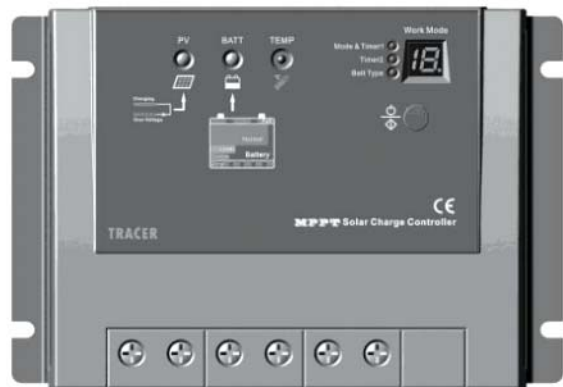 Work Mode
PV BATT TEMP
Mode & Timer1
Timer2
Batt Type
18.
Charging
Normal
Battery
CE
MPPT Solar Charge Controller
TRACER